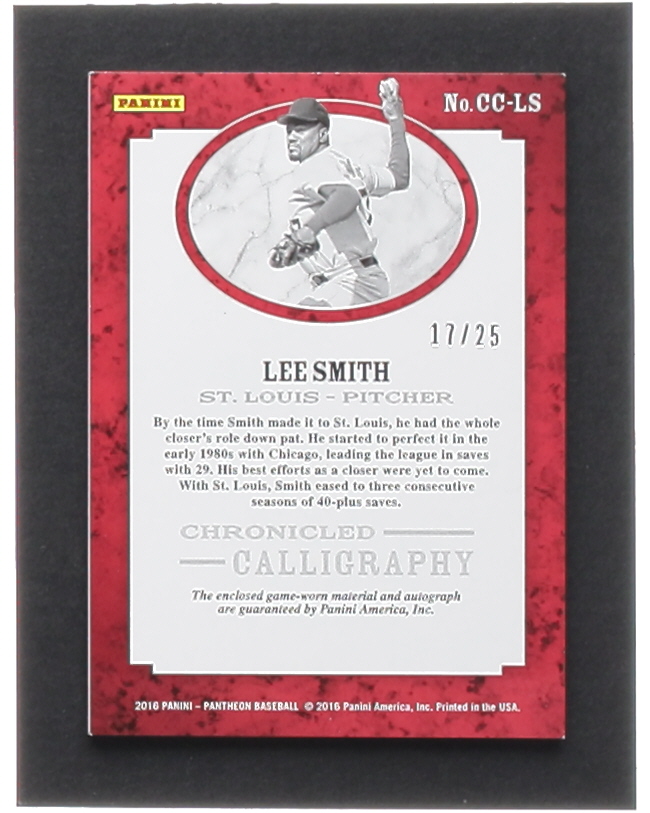 PANINI
No. CC-LS
17/25
LEE SMITH
ST. LOUIS - PITCHER
By the time Smith made it to St. Louis, he had the whole
closer's role down pat. He started to perfect it in the
early 1980s with Chicago, leading the league in saves
with 29. His best efforts as a closer were yet to come.
With St. Louis, Smith eased to three consecutive
seasons of 40-plus saves.
CHRONICLED
CALLIGRAPHY
The enclosed game-worn material and autograph
are guaranteed by Panini America, Inc.
2016 PANINI – PANTHEON BASEBALL © 2016 Panini America, Inc. Printed in the USA.